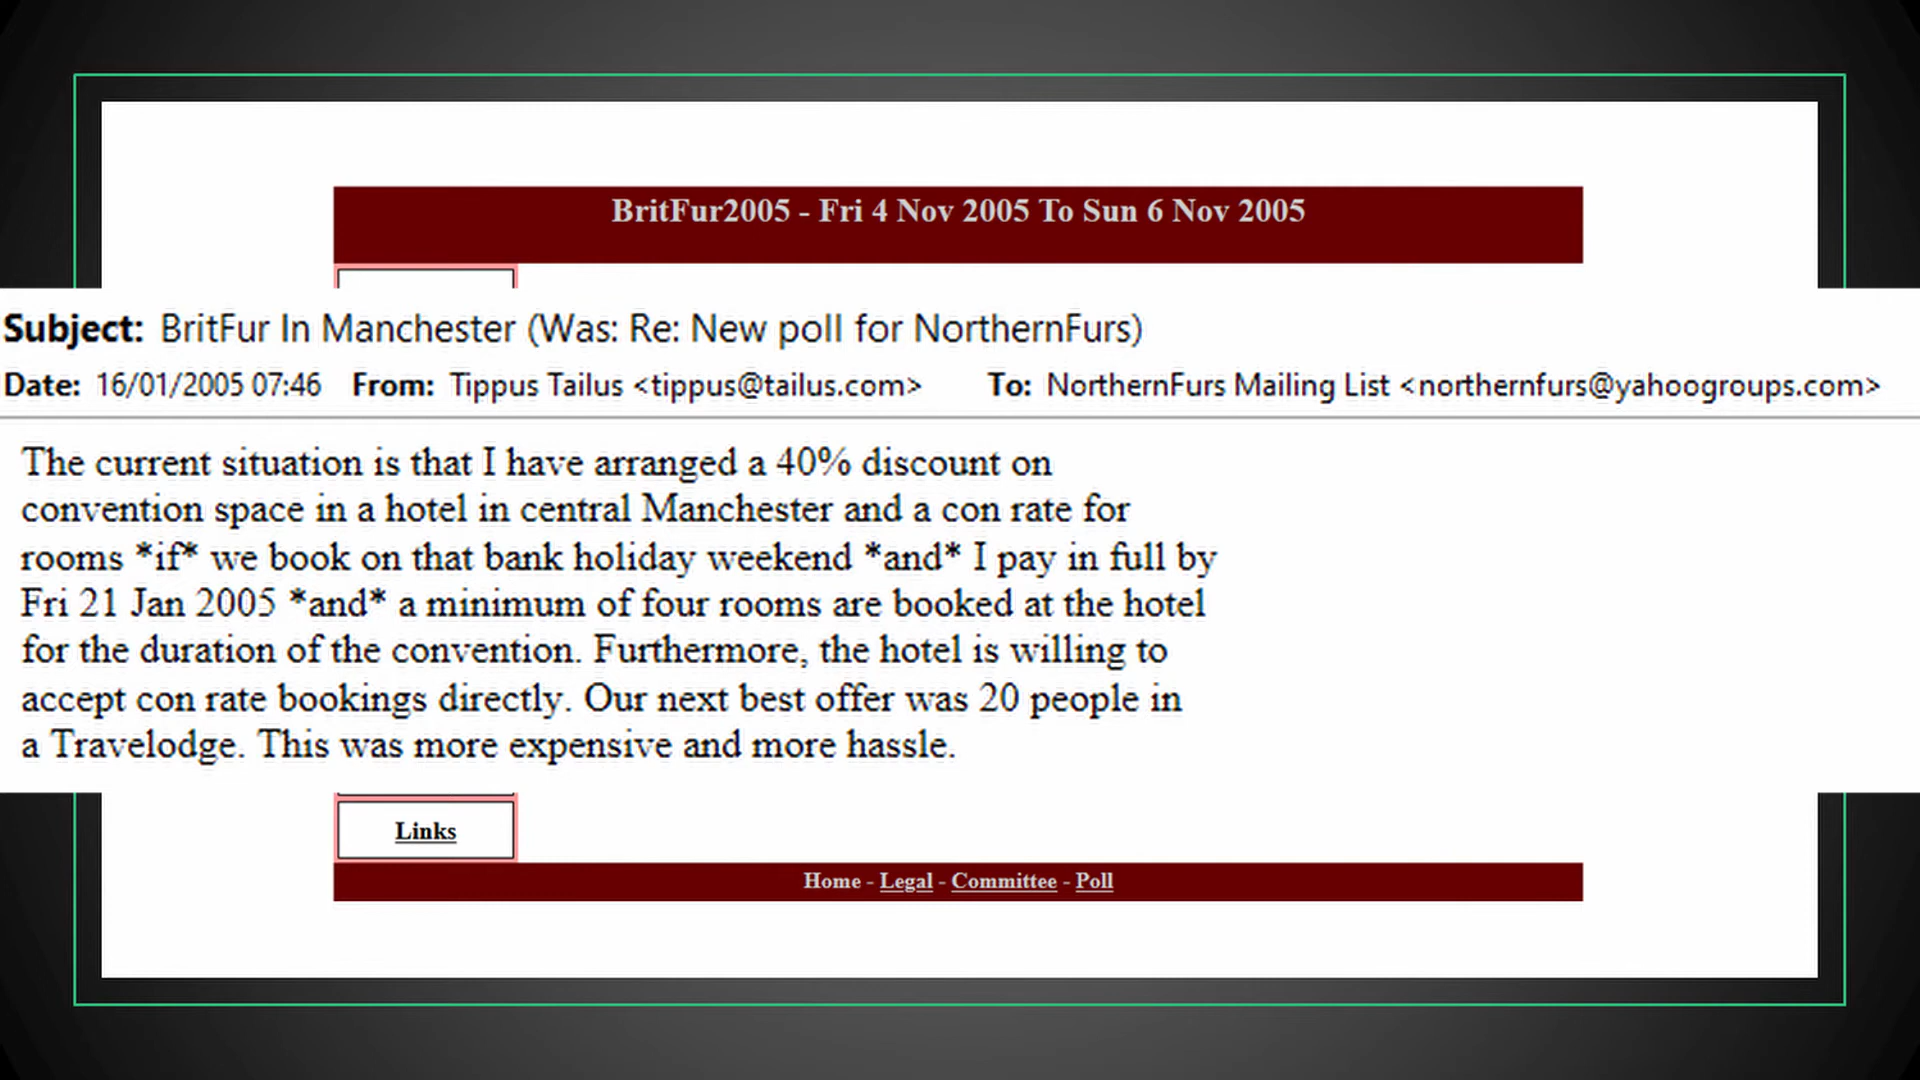 BritFur2005 - Fri 4 Nov 2005 To Sun 6 Nov 2005
Subject: BritFur In Manchester (Was: Re: New poll for NorthernFurs)
Date: 16/01/2005 07:46 From: Tippus Tailus <tippus@tailus.com> To: NorthernFurs Mailing List <northernfurs@yahoogroups.com>
The current situation is that I have arranged a 40% discount on
convention space in a hotel in central Manchester and a con rate for
rooms *if* we book on that bank holiday weekend *and* I pay in full by
Fri 21 Jan 2005 *and* a minimum of four rooms are booked at the hotel
for the duration of the convention. Furthermore, the hotel is willing to
accept con rate bookings directly. Our next best offer was 20 people in
a Travelodge. This was more expensive and more hassle.
Links
Home - Legal - Committee - Poll